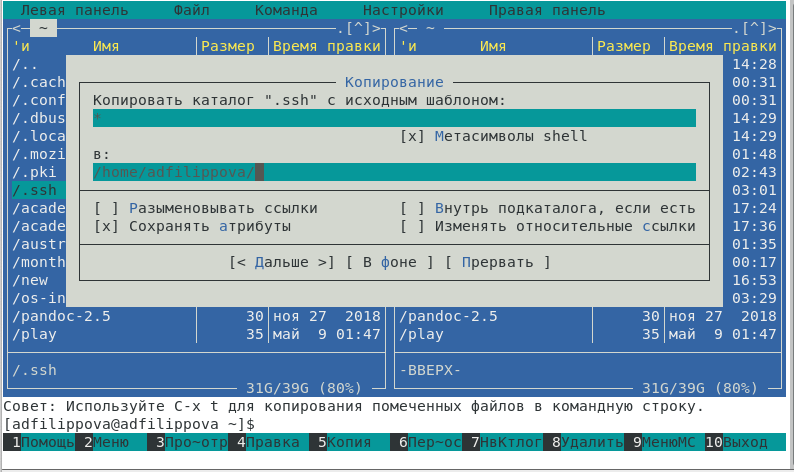 Левая панель Файл Команда Настройки Правая панель
<─ ~ .[^]> <─ ~ .[^]>
'и Имя Размер Время правки 'и Имя Размер Время правки
/.. 14:28
/.cach 00:31
/.conf Копирование 00:31
/.dbus Копировать каталог ".ssh" с исходным шаблоном: 14:29
/.loca * 14:29
/.mozi [x] Метасимволы shell 01:48
/.pki в: 02:43
/.ssh /home/adfilippova/ 03:01
/acade [ ] Разыменовывать ссылки [ ] Внутрь подкаталога, если есть 17:24
/acade [x] Сохранять атрибуты [ ] Изменять относительные ссылки 17:36
/austr 01:35
/month [< Дальше >] [ В фоне ] [ Прервать ] 00:17
/new 16:53
/os-in 03:29
/pandoc-2.5 30 ноя 27 2018 /pandoc-2.5 30 ноя 27 2018
/play 35 май 9 01:47 /play 35 май 9 01:47
/.ssh -ВВЕРХ-
31G/39G (80%) 31G/39G (80%)
Совет: Используйте C-x t для копирования помеченных файлов в командную строку.
[adfilippova@adfilippova ~]$
1Помощь 2Меню 3Про~отр 4Правка 5Копия 6Пер~ос 7НвКтлог 8Удалить 9МенюMC 10Выход